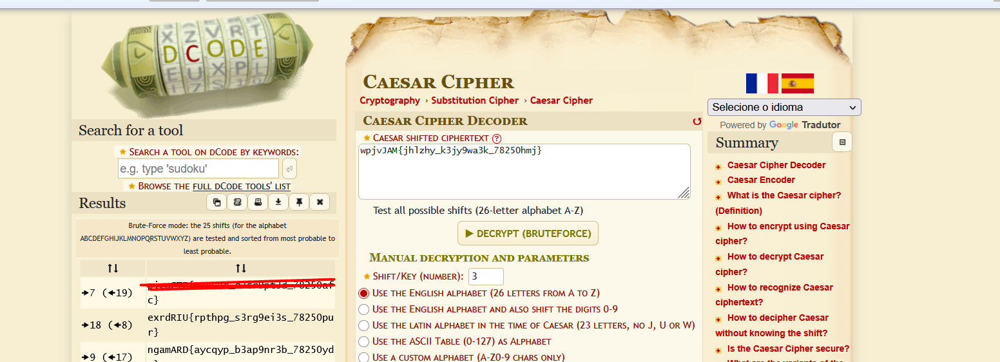 X Z V R T
D C O D E
E U X P L
Search for a tool
★ SEARCH A TOOL ON DCODE BY KEYWORDS:
e.g. type 'sudoku'
★ BROWSE THE FULL DCODE TOOLS' LIST
Results
Brute-Force mode: the 25 shifts (for the alphabet
ABCDEFGHIJKLMNOPQRSTUVWXYZ) are tested and sorted from most probable to
least probable.
↑↓ ↑↓
➔7 (🡰19)
_78250af
c}
➔18 (🡰8) exrdRIU{rpthpg_s3rg9ei3s_78250pu
r}
➔9 (🡰17) ngamARD{aycqyp_b3ap9nr3b_78250yd
CAESAR CIPHER
Cryptography › Substitution Cipher › Caesar Cipher
CAESAR CIPHER DECODER
★ CAESAR SHIFTED CIPHERTEXT ?
wpjvJAM{jhlzhy_k3jy9wa3k_78250hmj}
Test all possible shifts (26-letter alphabet A-Z)
▶ DECRYPT (BRUTEFORCE)
MANUAL DECRYPTION AND PARAMETERS
★ SHIFT/KEY (NUMBER): 3
USE THE ENGLISH ALPHABET (26 LETTERS FROM A TO Z)
USE THE ENGLISH ALPHABET AND ALSO SHIFT THE DIGITS 0-9
USE THE LATIN ALPHABET IN THE TIME OF CAESAR (23 LETTERS, NO J, U OR W)
USE THE ASCII TABLE (0-127) AS ALPHABET
USE A CUSTOM ALPHABET (A-Z0-9 CHARS ONLY)
Selecione o idioma
Powered by Google Tradutor
Summary
Caesar Cipher Decoder
Caesar Encoder
What is the Caesar cipher?
(Definition)
How to encrypt using Caesar
cipher?
How to decrypt Caesar
cipher?
How to recognize Caesar
ciphertext?
How to decipher Caesar
without knowing the shift?
Is the Caesar Cipher secure?
What are the variants of the